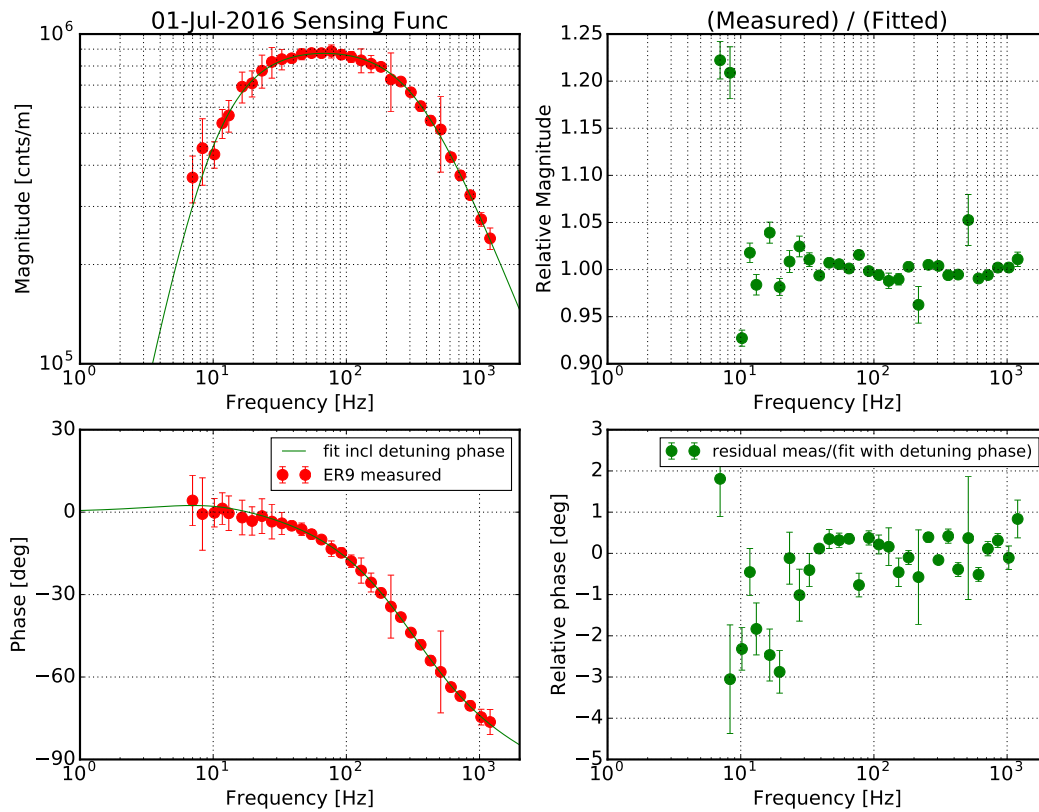 01-Jul-2016 Sensing Func
10^6
10^5
Magnitude [cnts/m]
10^0 10^1 10^2 10^3
Frequency [Hz]
(Measured) / (Fitted)
1.25
1.20
1.15
1.10
1.05
1.00
0.95
0.90
Relative Magnitude
10^0 10^1 10^2 10^3
Frequency [Hz]
30
0
−30
−60
−90
Phase [deg]
fit incl detuning phase
ER9 measured
10^0 10^1 10^2 10^3
Frequency [Hz]
3
2
1
0
−1
−2
−3
−4
−5
Relative phase [deg]
residual meas/(fit with detuning phase)
10^0 10^1 10^2 10^3
Frequency [Hz]